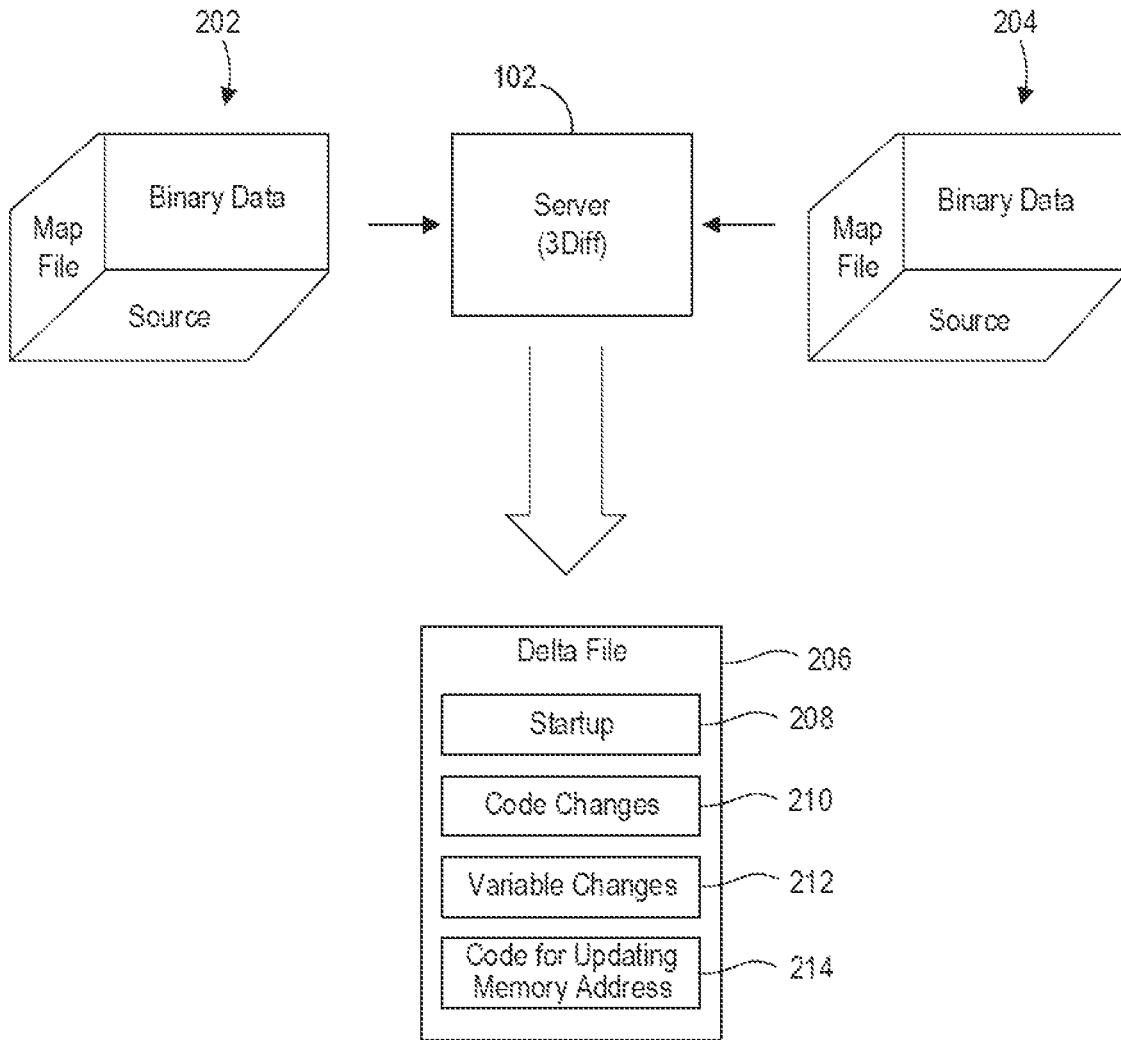 202
204
102
Binary Data
Map
File
Source
Server
(3Diff)
Binary Data
Map
File
Source
Delta File
206
Startup
208
Code Changes
210
Variable Changes
212
Code for Updating
Memory Address
214